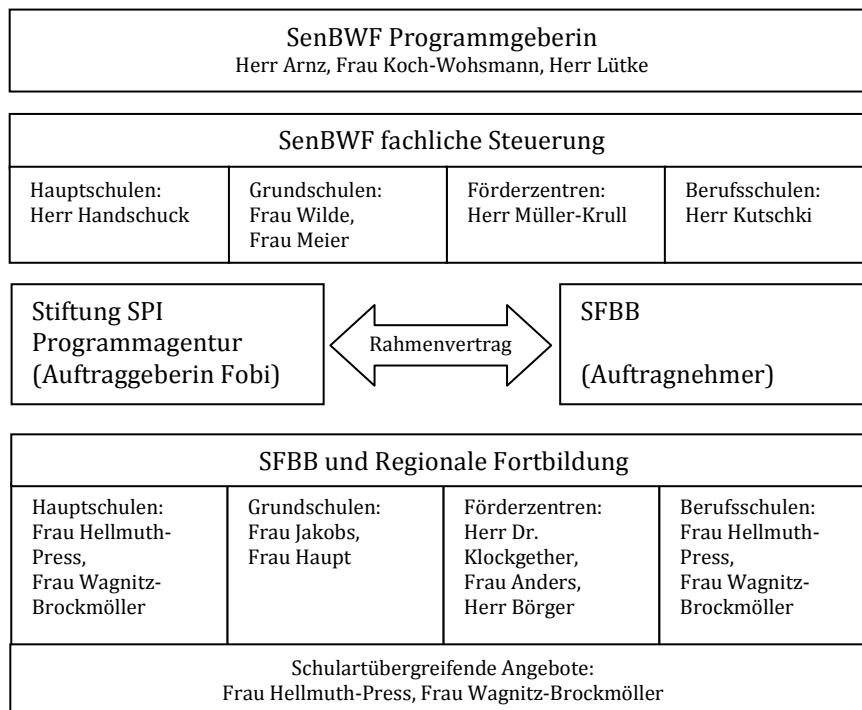 SenBWF Programmgeberin
Herr Arnz, Frau Koch-Wohsmann, Herr Lütke
SenBWF fachliche Steuerung
Hauptschulen:
Herr Handschuck
Grundschulen:
Frau Wilde,
Frau Meier
Förderzentren:
Herr Müller-Krull
Berufsschulen:
Herr Kutschki
Stiftung SPI
Programmagentur
(Auftraggeberin Fobi)
Rahmenvertrag
SFBB
(Auftragnehmer)
SFBB und Regionale Fortbildung
Hauptschulen:
Frau Hellmuth-
Press,
Frau Wagnitz-
Brockmöller
Grundschulen:
Frau Jakobs,
Frau Haupt
Förderzentren:
Herr Dr.
Klockgether,
Frau Anders,
Herr Börger
Berufsschulen:
Frau Hellmuth-
Press,
Frau Wagnitz-
Brockmöller
Schulartübergreifende Angebote:
Frau Hellmuth-Press, Frau Wagnitz-Brockmöller